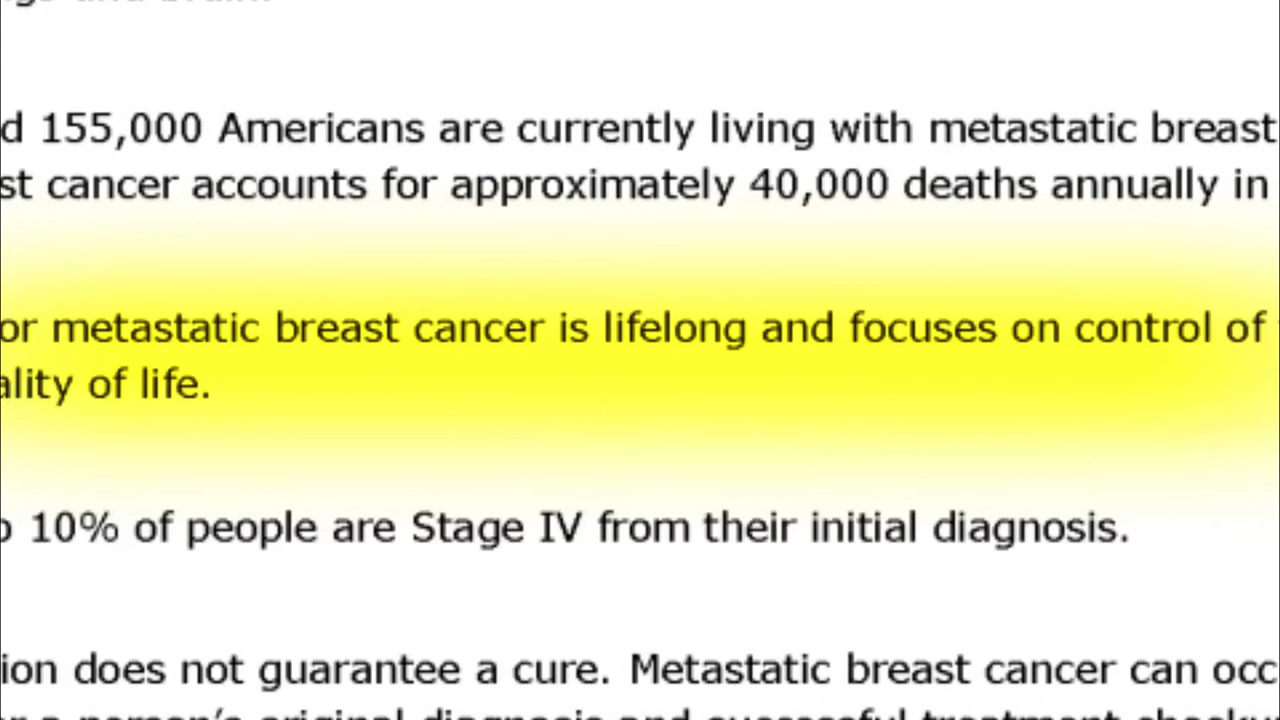 155,000 Americans are currently living with metastatic breast
cancer accounts for approximately 40,000 deaths annually in
or metastatic breast cancer is lifelong and focuses on control of
ality of life.
10% of people are Stage IV from their initial diagnosis.
ion does not guarantee a cure. Metastatic breast cancer can occ